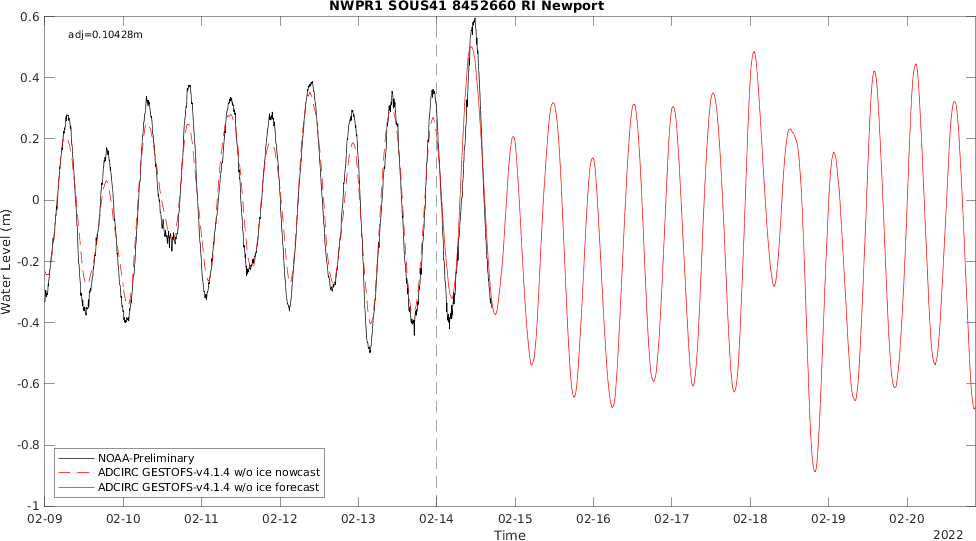 NWPR1 SOUS41 8452660 RI Newport
adj=0.10428m
0.6
0.4
0.2
0
-0.2
-0.4
-0.6
-0.8
-1
Water Level (m)
NOAA-Preliminary
ADCIRC GESTOFS-v4.1.4 w/o ice nowcast
ADCIRC GESTOFS-v4.1.4 w/o ice forecast
02-09 02-10 02-11 02-12 02-13 02-14 02-15 02-16 02-17 02-18 02-19 02-20
Time
2022